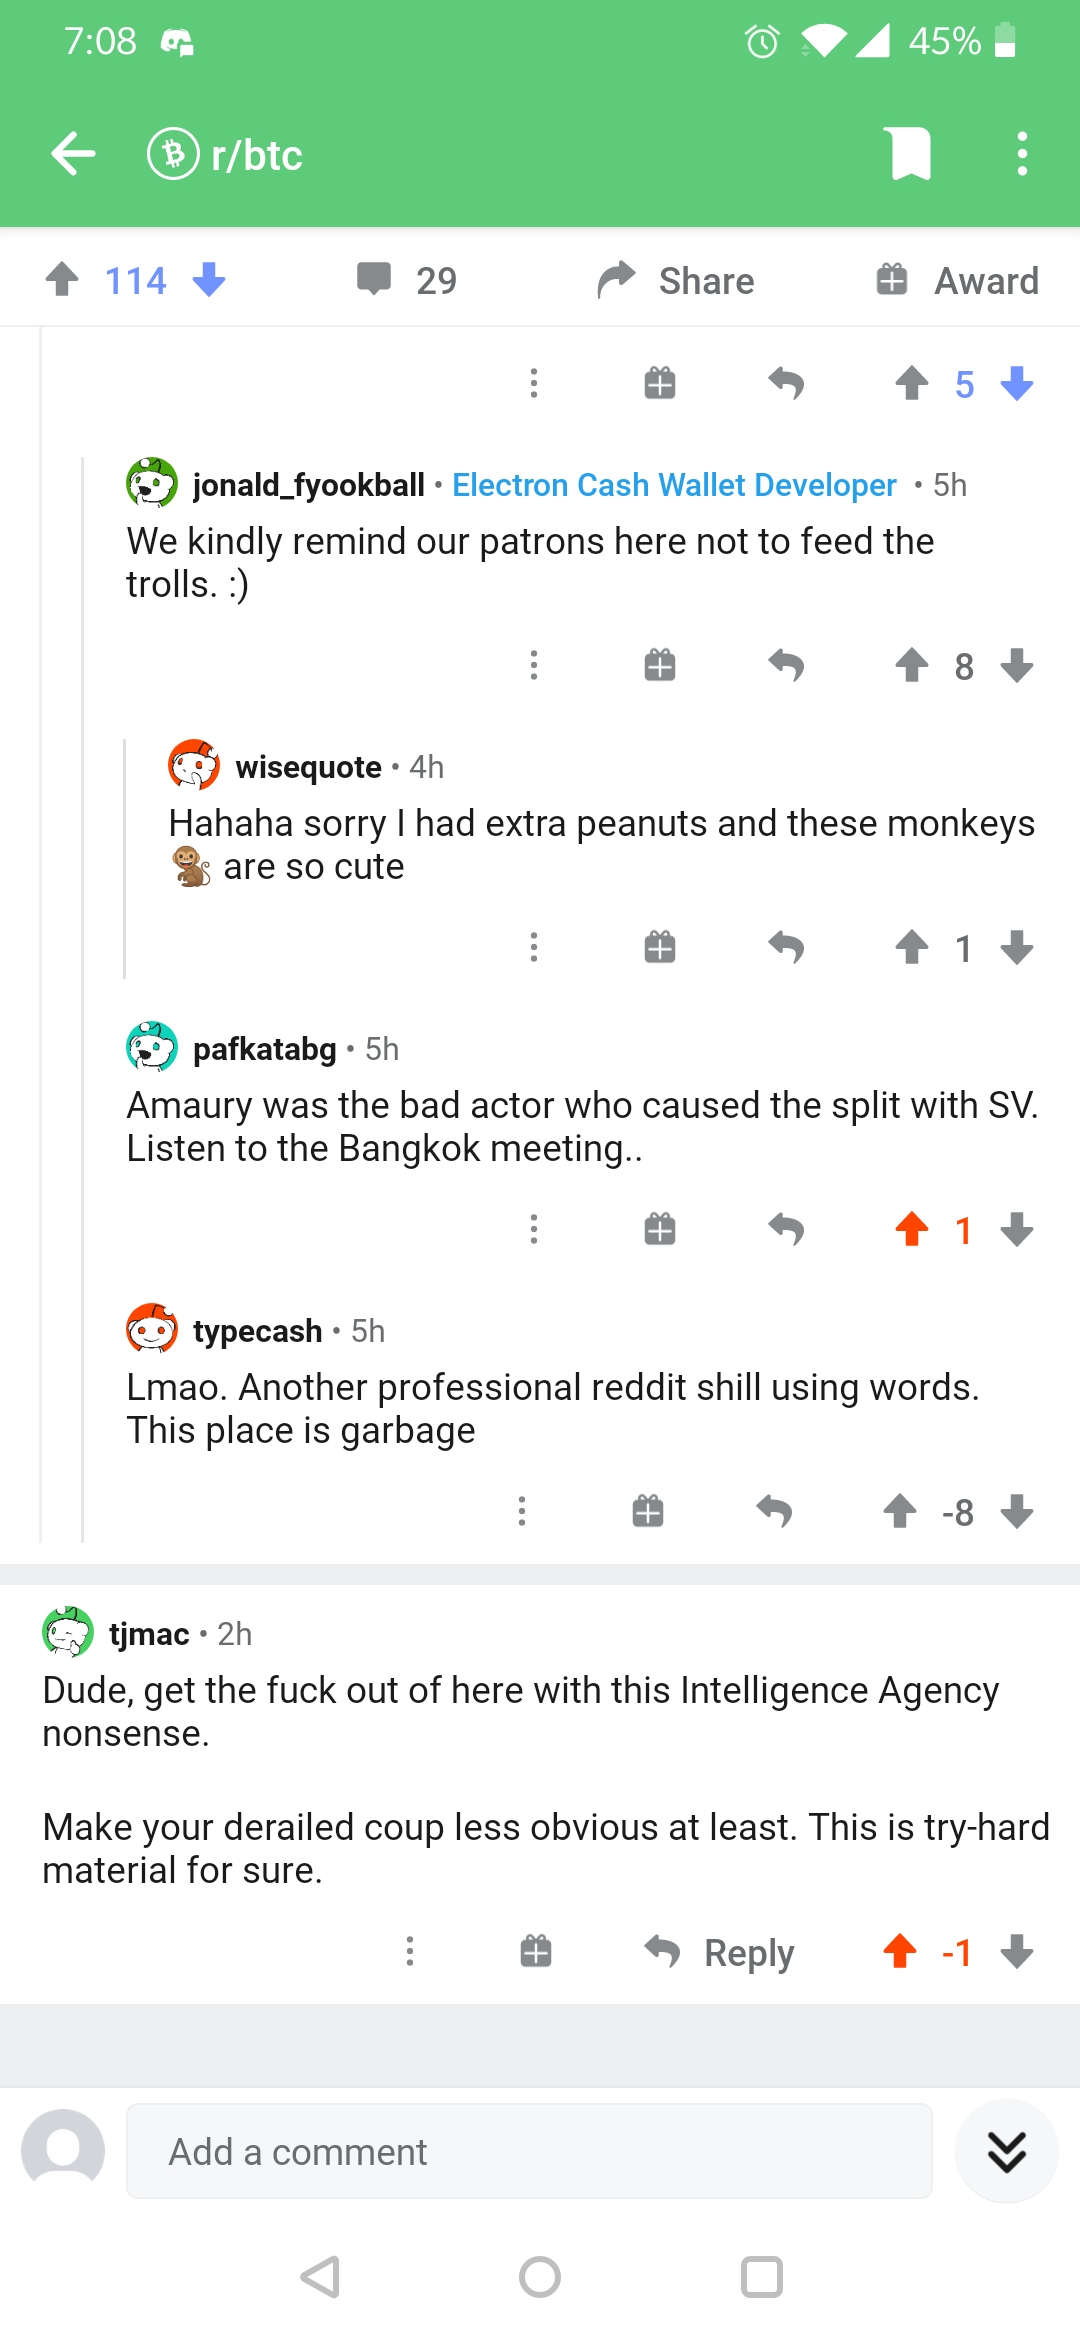 7:08 45%
r/btc
114 29 Share Award
5
jonald_fyookball • Electron Cash Wallet Developer • 5h
We kindly remind our patrons here not to feed the
trolls. :)
8
wisequote • 4h
Hahaha sorry I had extra peanuts and these monkeys
🐒 are so cute
1
pafkatabg • 5h
Amaury was the bad actor who caused the split with SV.
Listen to the Bangkok meeting..
1
typecash • 5h
Lmao. Another professional reddit shill using words.
This place is garbage
-8
tjmac • 2h
Dude, get the fuck out of here with this Intelligence Agency
nonsense.
Make your derailed coup less obvious at least. This is try-hard
material for sure.
Reply -1
Add a comment